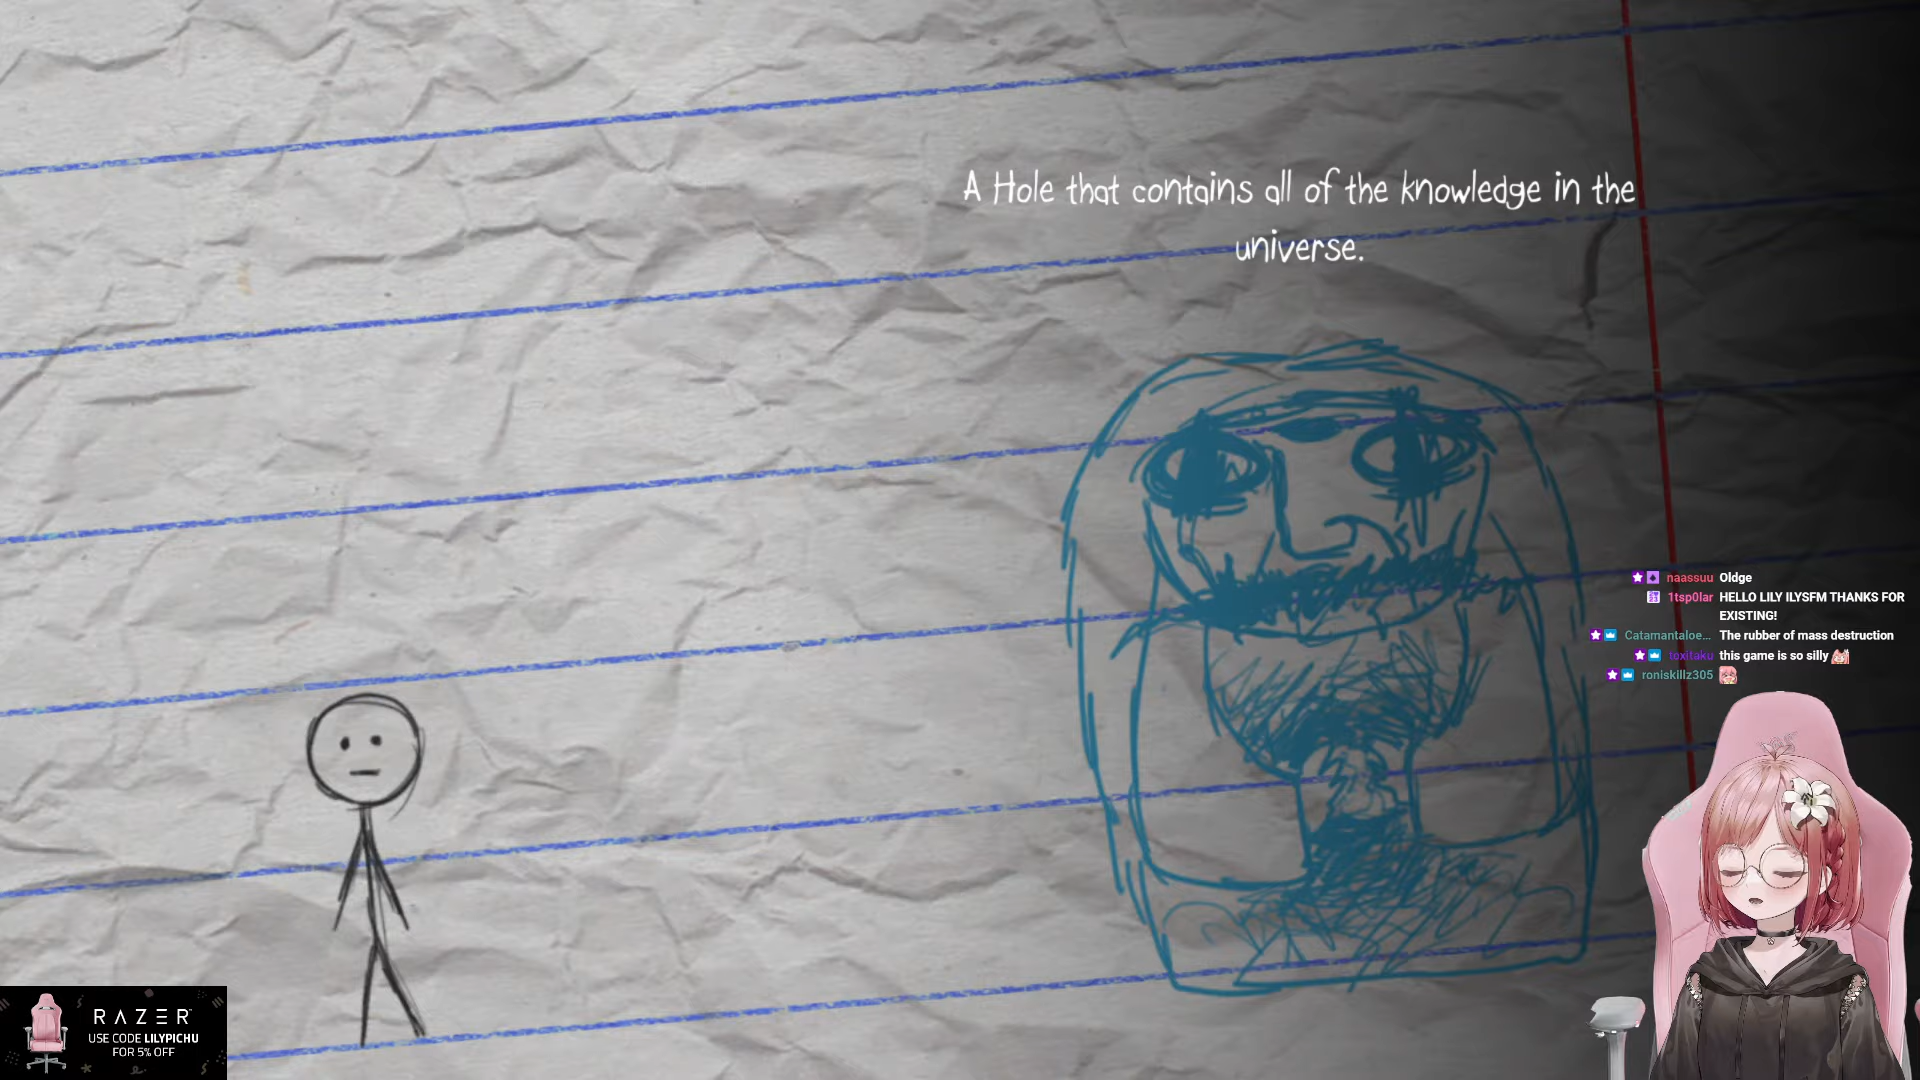 A Hole that contains all of the knowledge in the
universe.
naassuu Oldge
1tsp0lar HELLO LILY ILYSFM THANKS FOR
EXISTING!
Catamantaloe... The rubber of mass destruction
toxitaku this game is so silly
roniskillz305
RAZER
USE CODE LILYPICHU
FOR 5% OFF